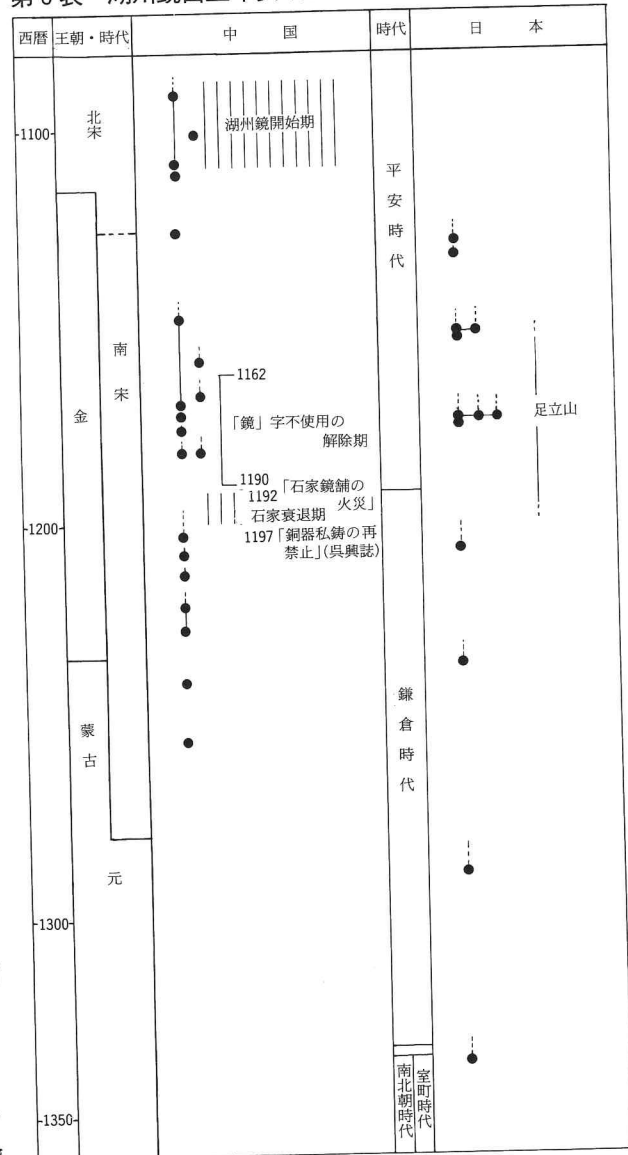 第6表 湖州鏡出土
西暦 王朝・時代 中国 時代 日本
北宋
金
南宋
蒙古
元
-1100-
-1200-
-1300-
-1350-
湖州鏡開始期
1162
「鏡」字不使用の
解除期
1190「石家鏡舗の
火災」
1192
石家衰退期
1197「銅器私鋳の再
禁止」(呉興誌)
平安時代
鎌倉時代
南北朝時代
室町時代
足立山